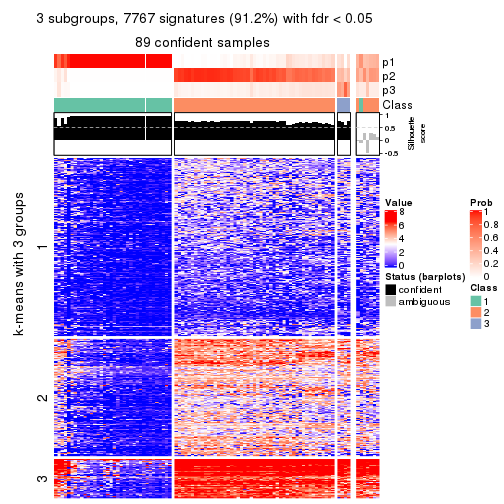 3 subgroups, 7767 signatures (91.2%) with fdr < 0.05
89 confident samples
p1
p2
p3
Class
1
0.5
0
-0.5
Silhouette
score
k-means with 3 groups
1
2
3
Value
8
6
4
2
0
Status (barplots)
confident
ambiguous
Prob
1
0.8
0.6
0.4
0.2
0
Class
1
2
3